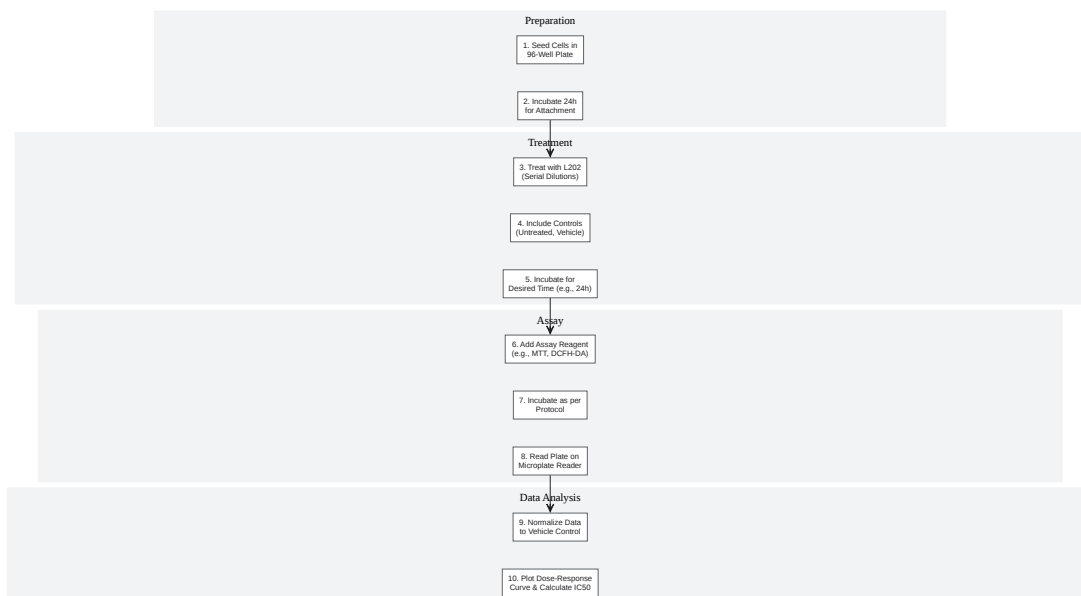 Preparation
1. Seed Cells in
96-Well Plate
2. Incubate 24h
for Attachment
Treatment
3. Treat with L202
(Serial Dilutions)
4. Include Controls
(Untreated, Vehicle)
5. Incubate for
Desired Time (e.g., 24h)
Assay
6. Add Assay Reagent
(e.g., MTT, DCFH-DA)
7. Incubate as per
Protocol
8. Read Plate on
Microplate Reader
Data Analysis
9. Normalize Data
to Vehicle Control
10. Plot Dose-Response
Curve & Calculate IC50